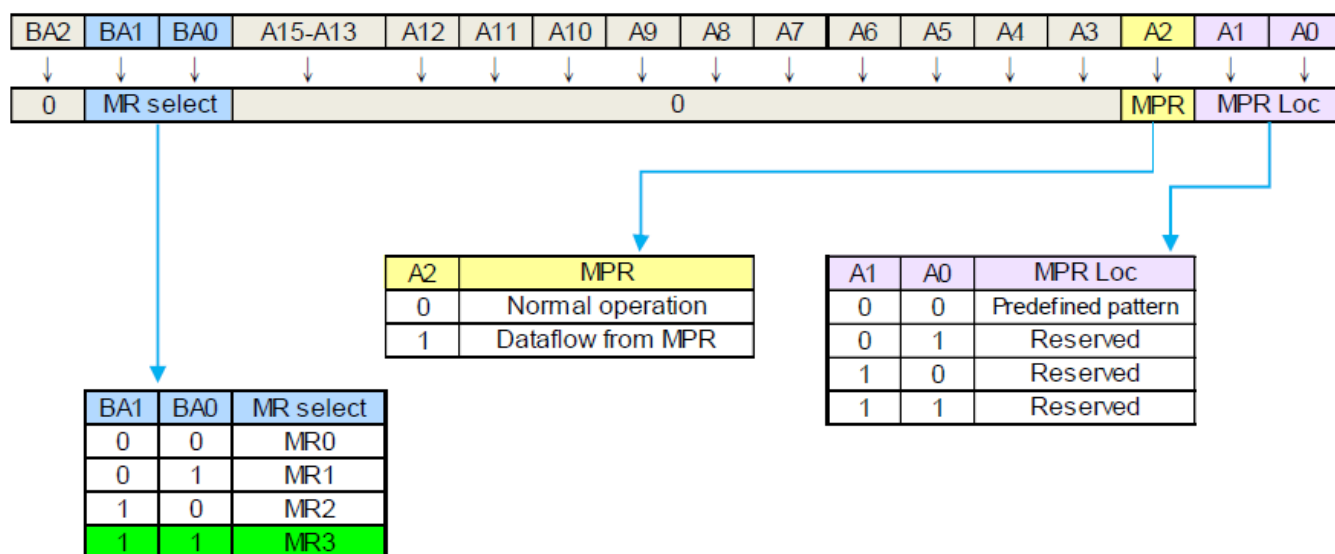 BA2 BA1 BA0 A15-A13 A12 A11 A10 A9 A8 A7 A6 A5 A4 A3 A2 A1 A0
0 MR select 0 MPR MPR Loc
A2 MPR
0 Normal operation
1 Dataflow from MPR
A1 A0 MPR Loc
0 0 Predefined pattern
0 1 Reserved
1 0 Reserved
1 1 Reserved
BA1 BA0 MR select
0 0 MR0
0 1 MR1
1 0 MR2
1 1 MR3